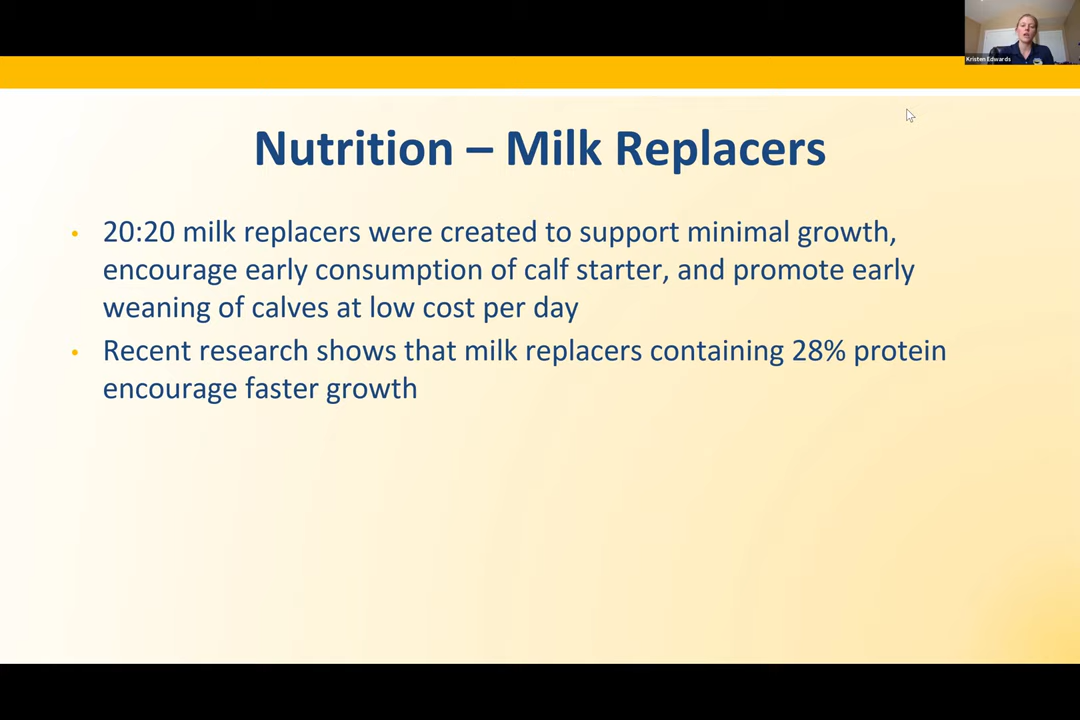 Kristen Edwards
Nutrition – Milk Replacers
• 20:20 milk replacers were created to support minimal growth,
encourage early consumption of calf starter, and promote early
weaning of calves at low cost per day
• Recent research shows that milk replacers containing 28% protein
encourage faster growth